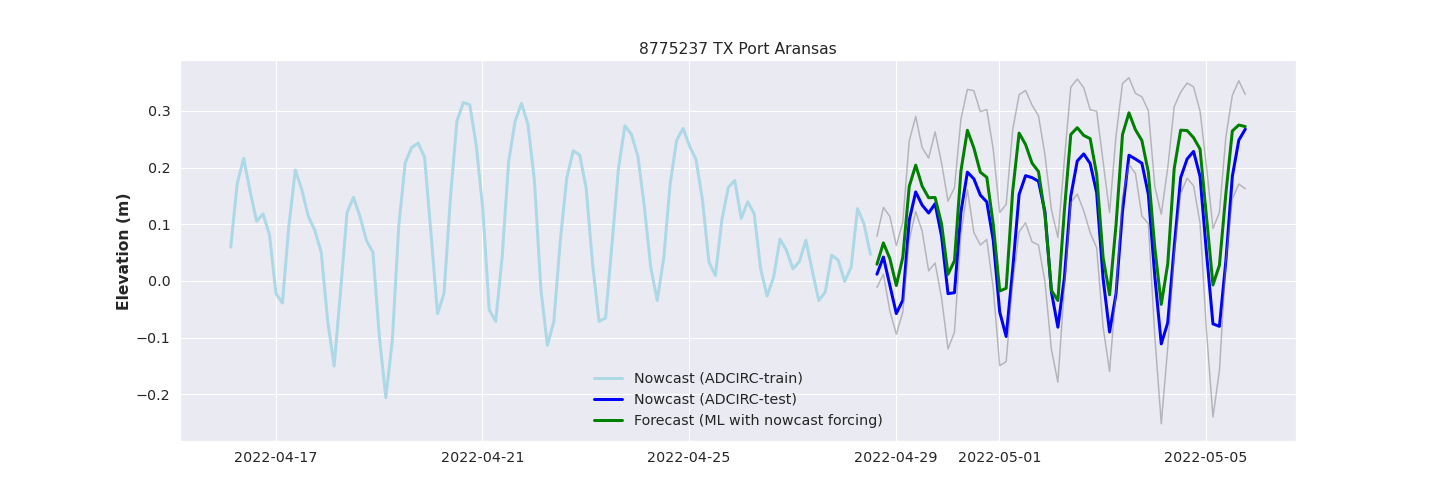 8775237 TX Port Aransas
Elevation (m)
0.3
0.2
0.1
0.0
−0.1
−0.2
Nowcast (ADCIRC-train)
Nowcast (ADCIRC-test)
Forecast (ML with nowcast forcing)
2022-04-17 2022-04-21 2022-04-25 2022-04-29 2022-05-01 2022-05-05